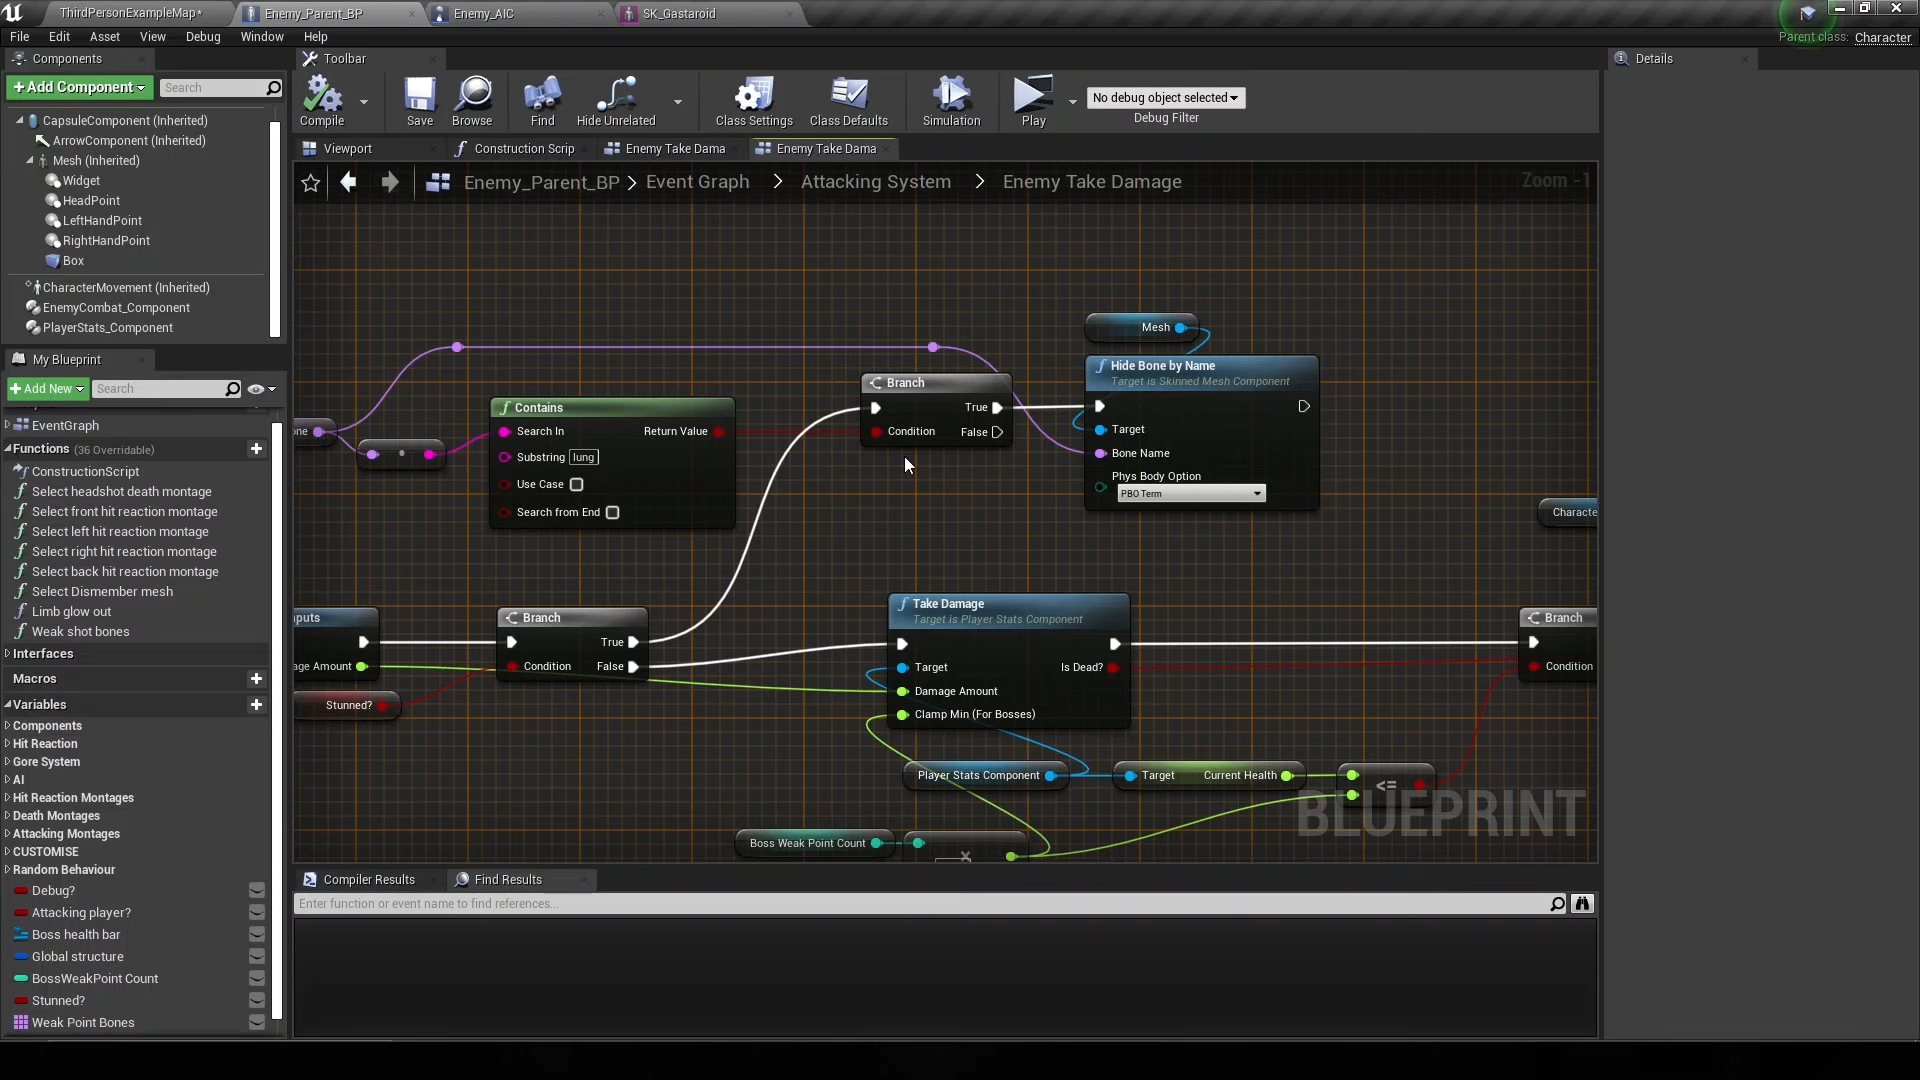 ThirdPersonExampleMap*
Enemy_Parent_BP
Enemy_AIC
SK_Gastaroid
File Edit Asset View Debug Window Help
Parent class: Character
Components
Toolbar
Details
+Add Component
Search
Compile
Save
Browse
Find
Hide Unrelated
Class Settings
Class Defaults
Simulation
Play
No debug object selected
Debug Filter
CapsuleComponent (Inherited)
ArrowComponent (Inherited)
Mesh (Inherited)
Widget
HeadPoint
LeftHandPoint
RightHandPoint
Box
CharacterMovement (Inherited)
EnemyCombat_Component
PlayerStats_Component
Viewport
Construction Scrip
Enemy Take Dama
Enemy Take Dama
Enemy_Parent_BP > Event Graph > Attacking System > Enemy Take Damage
Zoom -1
My Blueprint
+Add New
Search
EventGraph
Functions (36 Overridable)
ConstructionScript
Select headshot death montage
Select front hit reaction montage
Select left hit reaction montage
Select right hit reaction montage
Select back hit reaction montage
Select Dismember mesh
Limb glow out
Weak shot bones
Interfaces
Macros
Variables
Components
Hit Reaction
Gore System
AI
Hit Reaction Montages
Death Montages
Attacking Montages
CUSTOMISE
Random Behaviour
Debug?
Attacking player?
Boss health bar
Global structure
BossWeakPoint Count
Stunned?
Weak Point Bones
Mesh
Hide Bone by Name
Target is Skinned Mesh Component
Target
Bone Name
Phys Body Option
PBO Term
Branch
True
Condition
False
Contains
Search In
Return Value
Substring lung
Use Case
Search from End
one
Characte
puts
age Amount
Stunned?
Branch
True
Condition
False
Take Damage
Target is Player Stats Component
Target
Is Dead?
Damage Amount
Clamp Min (For Bosses)
Branch
Condition
Player Stats Component
Target
Current Health
<=
Boss Weak Point Count
×
BLUEPRINT
Compiler Results
Find Results
Enter function or event name to find references...